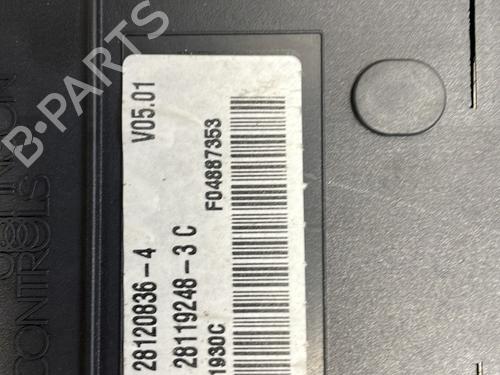 V05.01
28120836-4
28119248-3 C
F04887353
1930C
CONTROLS
B-PARTS